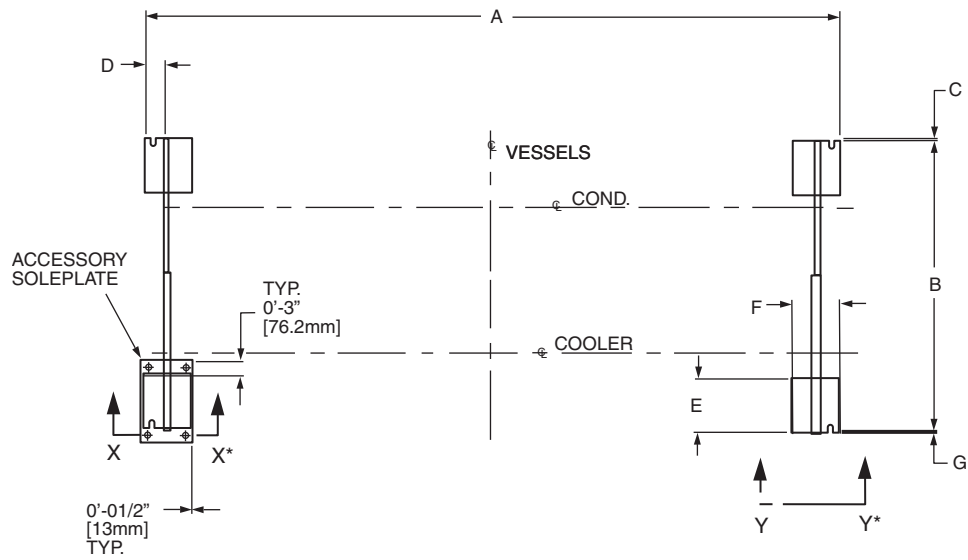 A
D
C
℄ VESSELS
℄ COND.
ACCESSORY
SOLEPLATE
TYP.
0'-3"
[76.2mm]
B
F
℄ COOLER
E
X
X*
G
0'-01/2"
[13mm]
TYP.
Y
Y*